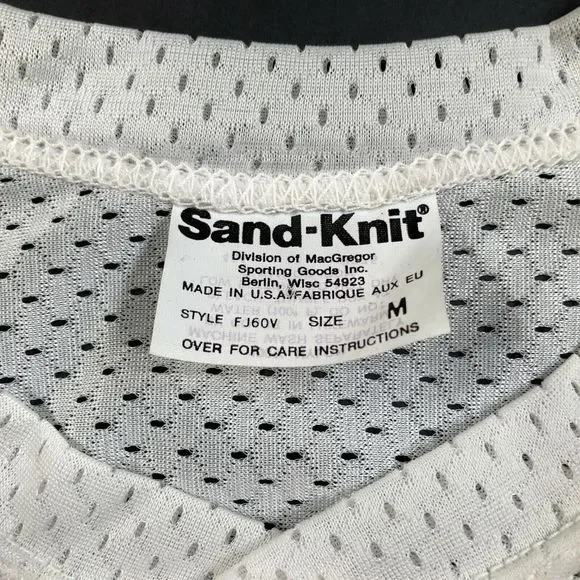 Sand-Knit®
Division of MacGregor
Sporting Goods Inc.
Berlin, Wisc 54923
MADE IN U.S.A/FABRIQUE AUX EU
STYLE FJ60V SIZE M
OVER FOR CARE INSTRUCTIONS